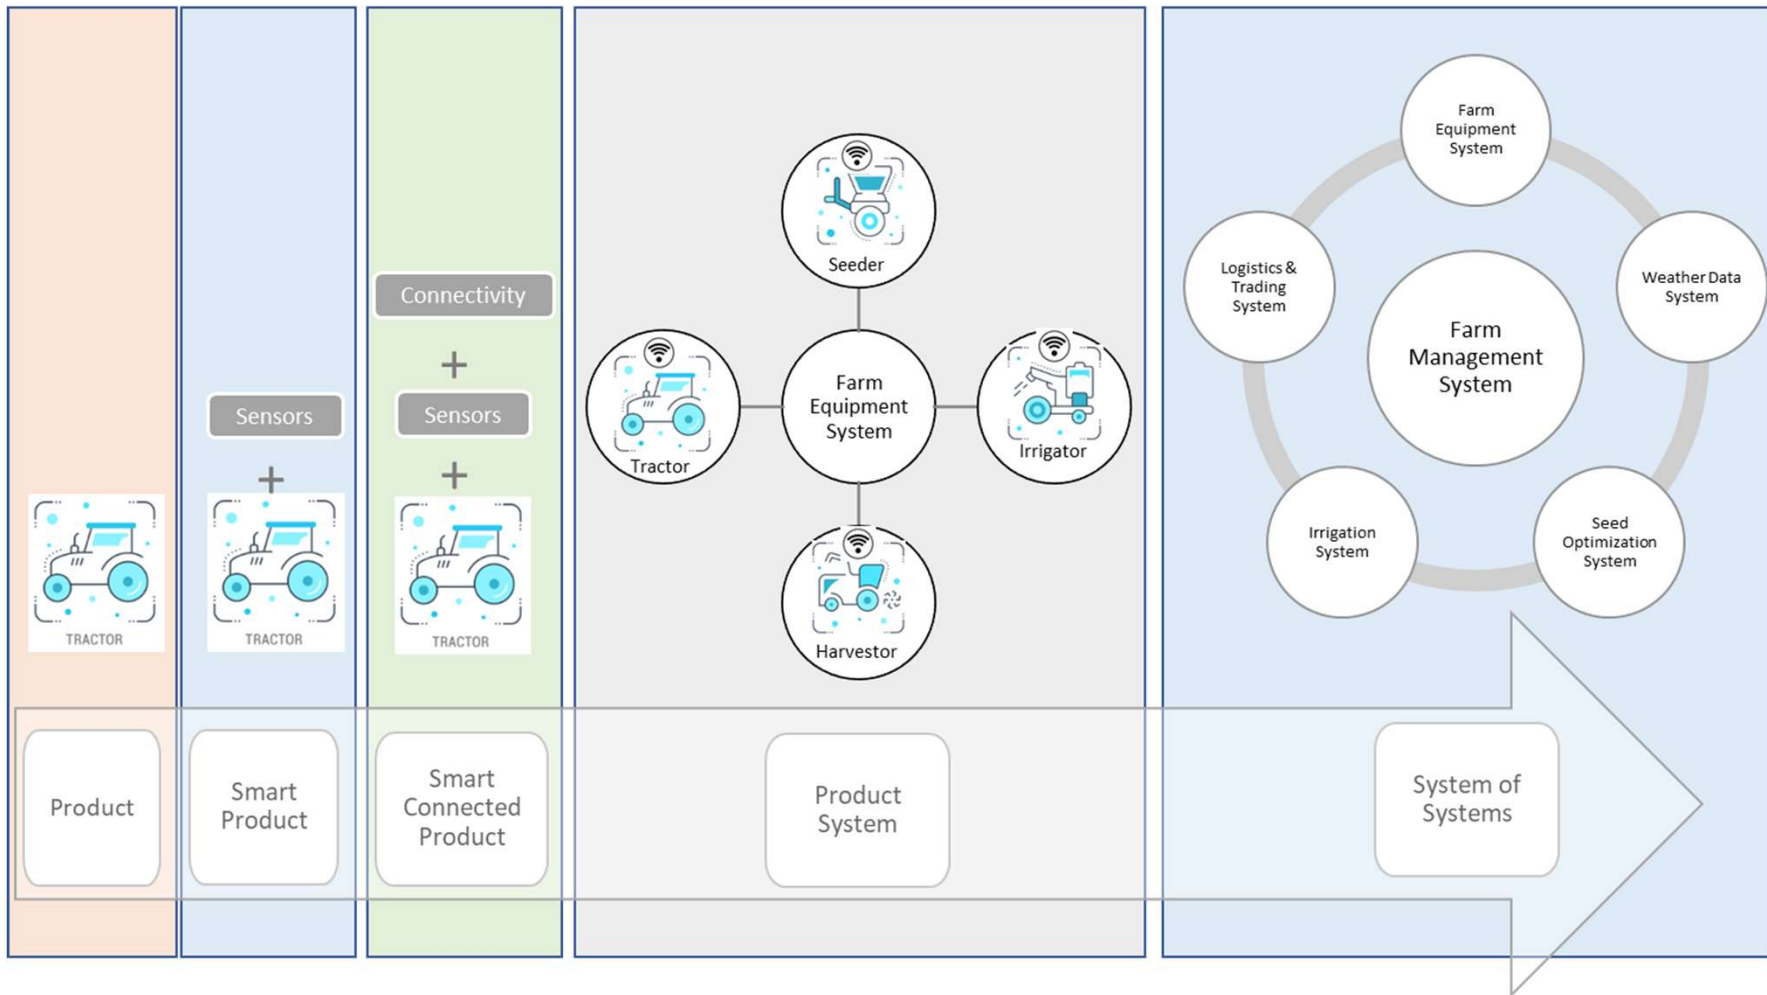 TRACTOR
Sensors
+
TRACTOR
Connectivity
+
Sensors
+
TRACTOR
Seeder
Tractor
Farm
Equipment
System
Irrigator
Harvestor
Farm
Equipment
System
Logistics &
Trading
System
Weather Data
System
Farm
Management
System
Irrigation
System
Seed
Optimization
System
Product
Smart
Product
Smart
Connected
Product
Product
System
System of
Systems